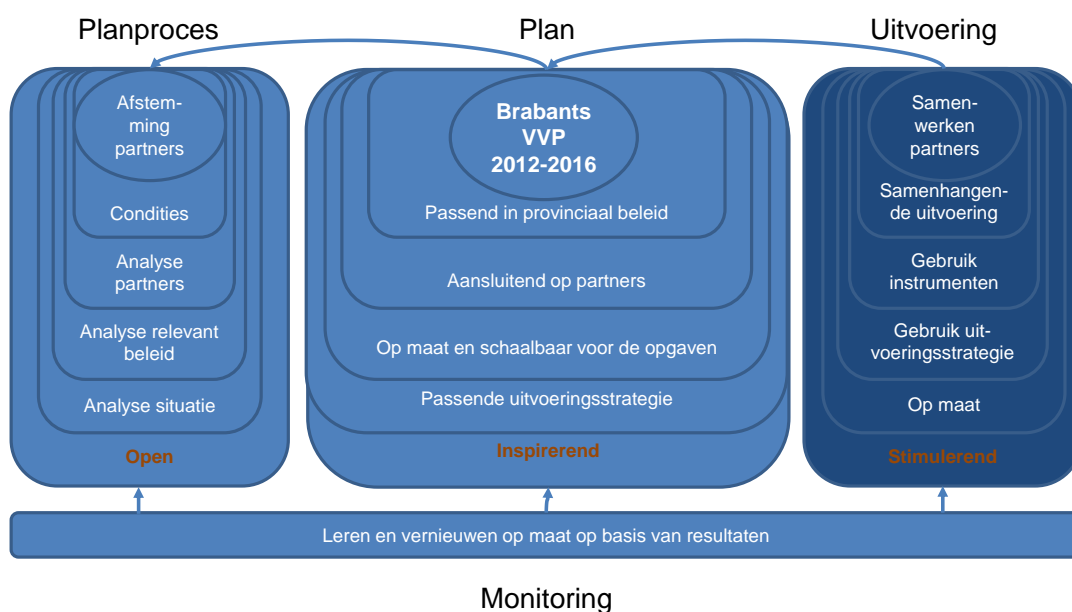 Planproces
Plan
Uitvoering
Afstem-
ming
partners
Condities
Analyse
partners
Analyse relevant
beleid
Analyse situatie
Open
Brabants
VVP
2012-2016
Passend in provinciaal beleid
Aansluitend op partners
Op maat en schaalbaar voor de opgaven
Passende uitvoeringsstrategie
Inspirerend
Samen-
werken
partners
Samenhangen-
de uitvoering
Gebruik
instrumenten
Gebruik uit-
voeringsstrategie
Op maat
Stimulerend
Leren en vernieuwen op maat op basis van resultaten
Monitoring